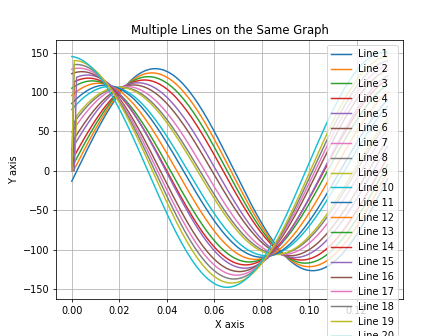 Multiple Lines on the Same Graph
150
100
50
0
−50
−100
−150
Y axis
0.00
0.02
0.04
0.06
0.08
0.10
X axis
Line 1
Line 2
Line 3
Line 4
Line 5
Line 6
Line 7
Line 8
Line 9
Line 10
Line 11
Line 12
Line 13
Line 14
Line 15
Line 16
Line 17
Line 18
Line 19
Line 20